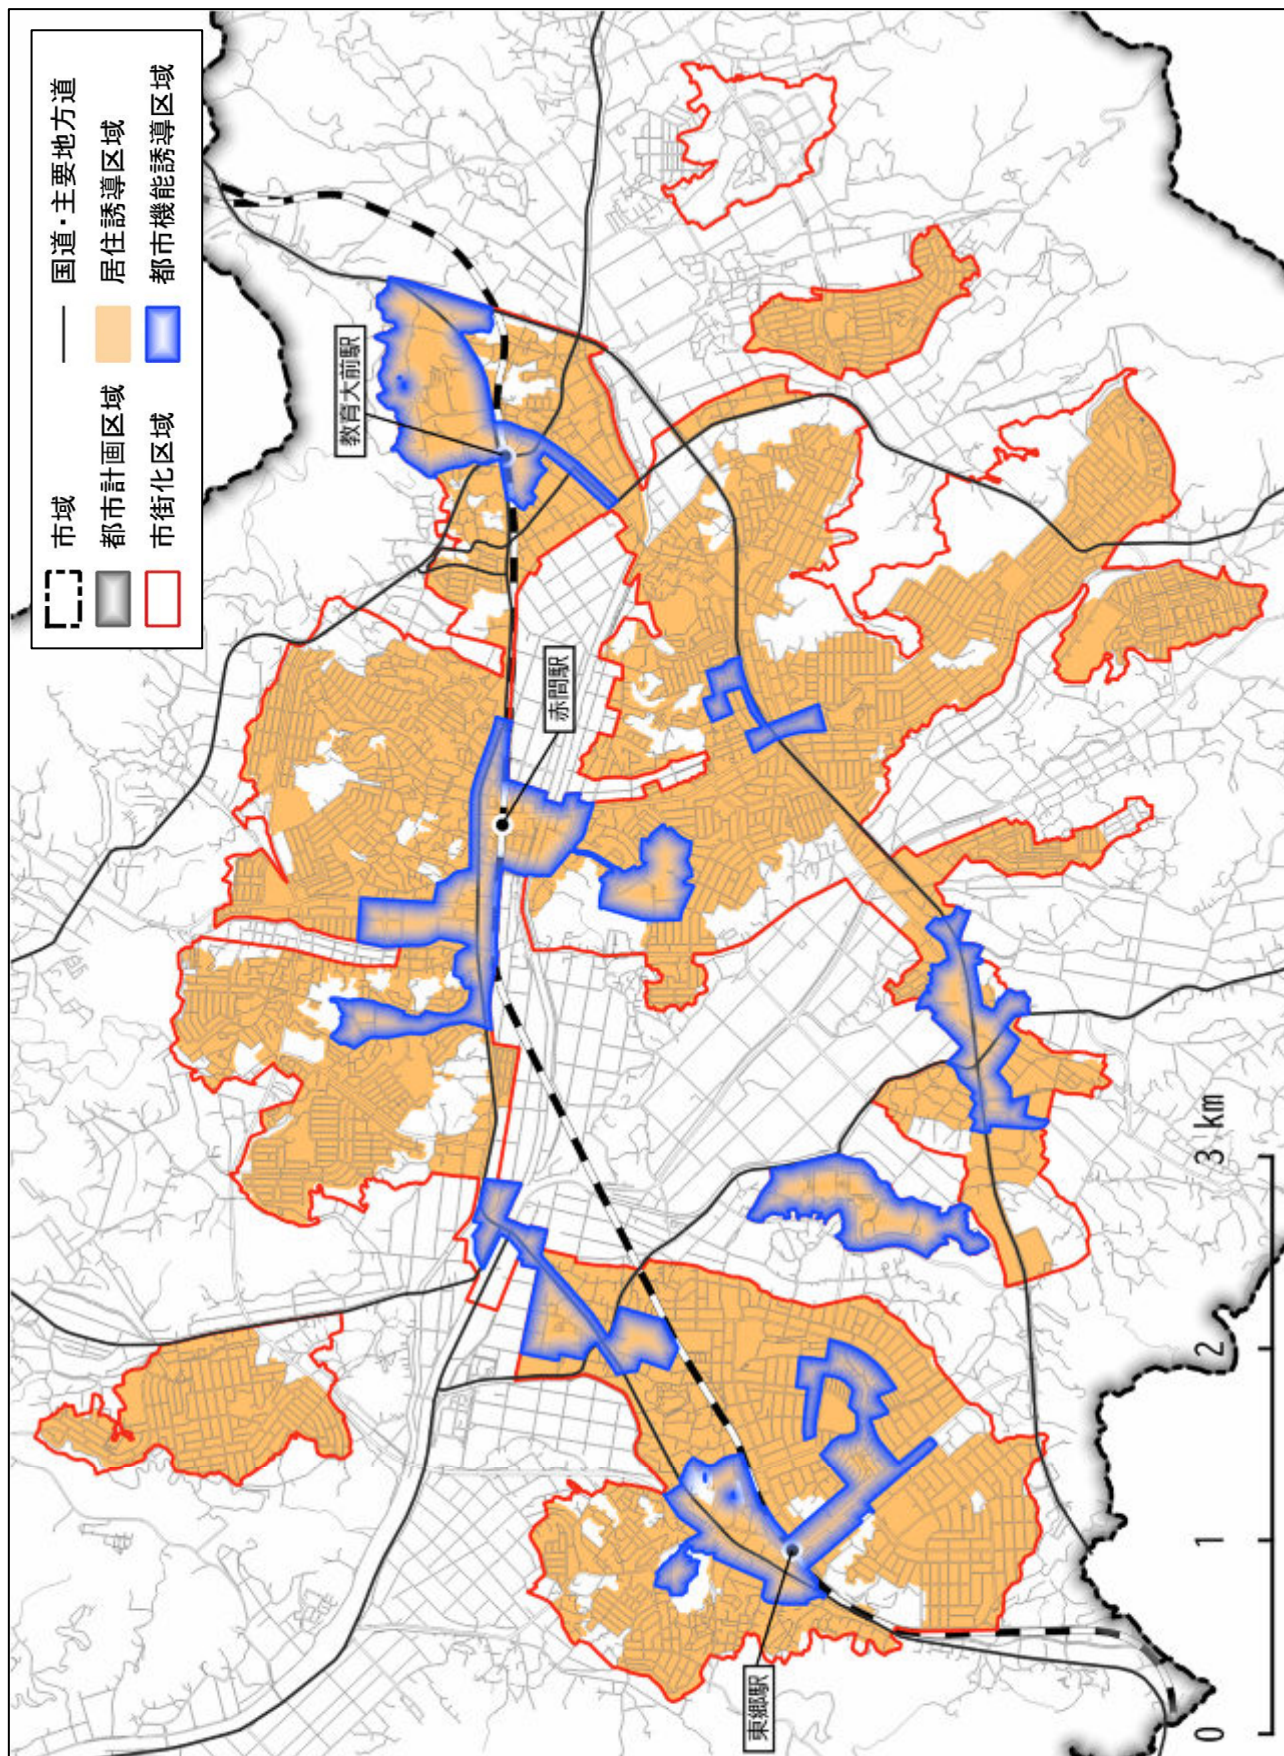 市域
国道・主要地方道
都市計画区域
居住誘導区域
市街化区域
都市機能誘導区域
教育大前駅
赤間駅
東郷駅
0 1 2 3 km